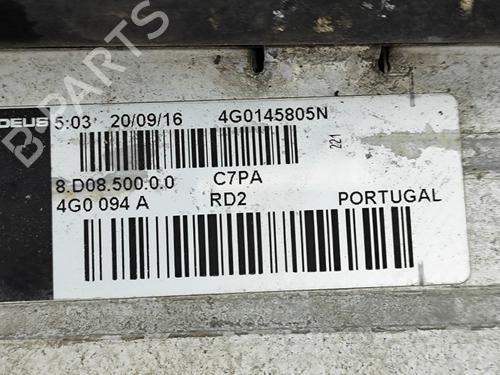 DEUS 5:03 20/09/16 4G0145805N
221
8.D08.500.0.0 C7PA
4G0 094 A RD2 PORTUGAL
B-PARTS